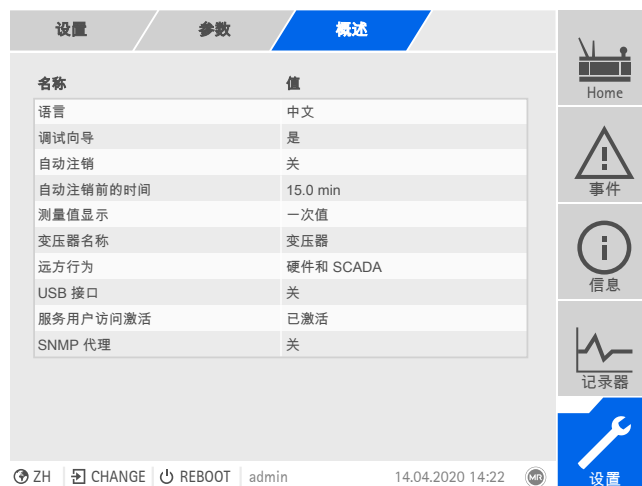 设置 参数 概述
名称 值
语言 中文
调试向导 是
自动注销 关
自动注销前的时间 15.0 min
测量值显示 一次值
变压器名称 变压器
远方行为 硬件和 SCADA
USB 接口 关
服务用户访问激活 已激活
SNMP 代理 关
Home
事件
信息
记录器
设置
ZH CHANGE REBOOT admin 14.04.2020 14:22 MR